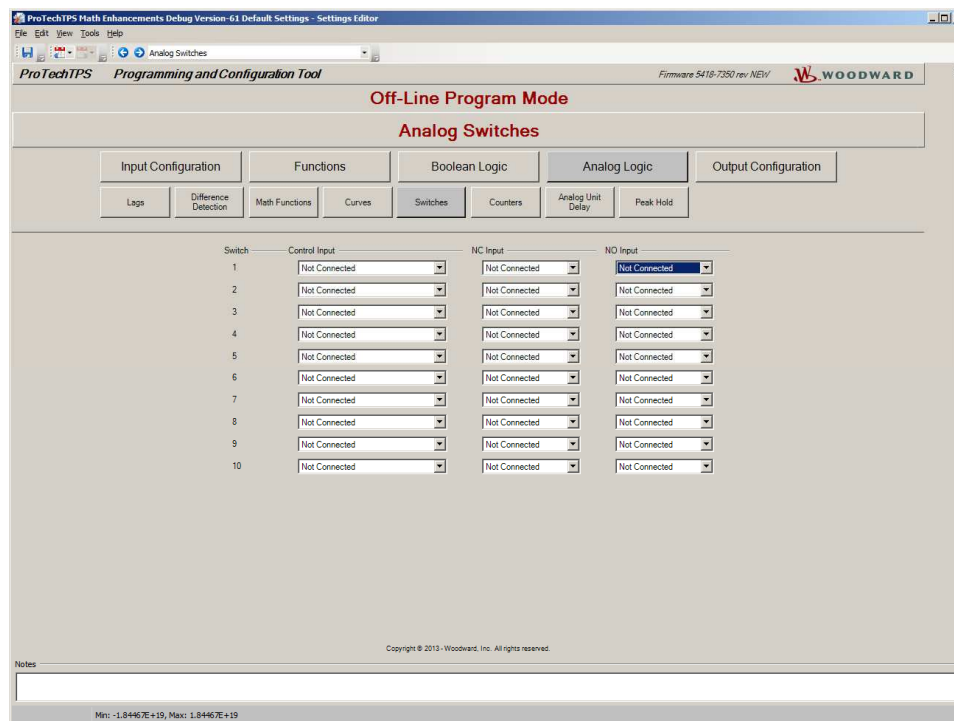 ProTechTPS Math Enhancements Debug Version-61 Default Settings - Settings Editor
File Edit View Tools Help
Analog Switches
ProTechTPS Programming and Configuration Tool Firmware 5418-7350 rev NEW WOODWARD
Off-Line Program Mode
Analog Switches
Input Configuration Functions Boolean Logic Analog Logic Output Configuration
Lags Difference Detection Math Functions Curves Switches Counters Analog Unit Delay Peak Hold
Switch Control Input NC Input NO Input
1 Not Connected Not Connected Not Connected
2 Not Connected Not Connected Not Connected
3 Not Connected Not Connected Not Connected
4 Not Connected Not Connected Not Connected
5 Not Connected Not Connected Not Connected
6 Not Connected Not Connected Not Connected
7 Not Connected Not Connected Not Connected
8 Not Connected Not Connected Not Connected
9 Not Connected Not Connected Not Connected
10 Not Connected Not Connected Not Connected
Copyright © 2013 - Woodward, Inc. All rights reserved.
Notes
Min: -1.84467E+19, Max: 1.84467E+19